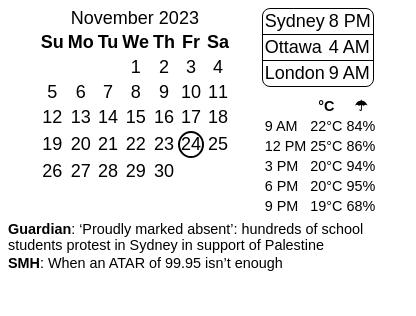 November 2023
Su Mo Tu We Th Fr Sa
1 2 3 4
5 6 7 8 9 10 11
12 13 14 15 16 17 18
19 20 21 22 23 24 25
26 27 28 29 30
Sydney 8 PM
Ottawa 4 AM
London 9 AM
°C ☂
9 AM 22°C 84%
12 PM 25°C 86%
3 PM 20°C 94%
6 PM 20°C 95%
9 PM 19°C 68%
Guardian: ‘Proudly marked absent’: hundreds of school
students protest in Sydney in support of Palestine
SMH: When an ATAR of 99.95 isn’t enough